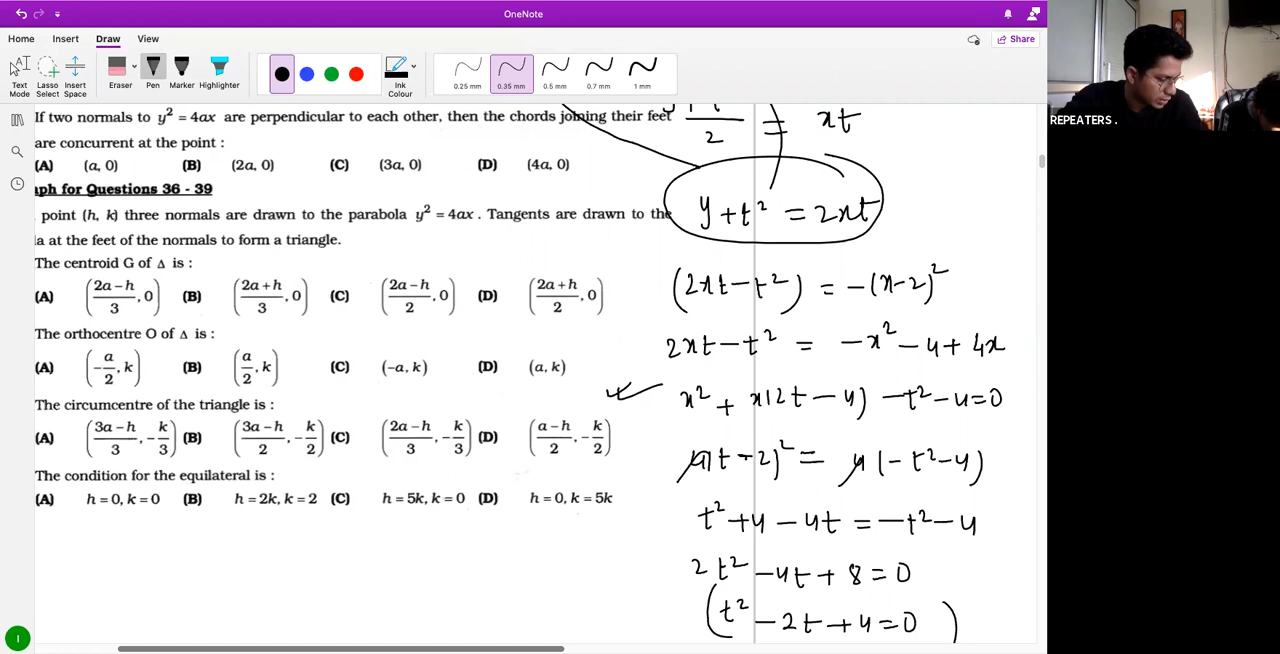 OneNote
Home Insert Draw View
Share
Text Mode
Lasso Select
Insert Space
Eraser
Pen
Marker
Highlighter
Ink Colour
0.25 mm
0.35 mm
0.5 mm
0.7 mm
1 mm
REPEATERS .
If two normals to y² = 4ax are perpendicular to each other, then the chords joining their feet
are concurrent at the point :
(A) (a, 0) (B) (2a, 0) (C) (3a, 0) (D) (4a, 0)
ph for Questions 36 - 39
point (h, k) three normals are drawn to the parabola y² = 4ax . Tangents are drawn to the
a at the feet of the normals to form a triangle.
The centroid G of Δ is :
(A) ((2a − h)/3, 0) (B) ((2a + h)/3, 0) (C) ((2a − h)/2, 0) (D) ((2a + h)/2, 0)
The orthocentre O of Δ is :
(A) (−a/2, k) (B) (a/2, k) (C) (−a, k) (D) (a, k)
The circumcentre of the triangle is :
(A) ((3a − h)/3, −k/3) (B) ((3a − h)/2, −k/2) (C) ((2a − h)/3, −k/3) (D) ((a − h)/2, −k/2)
The condition for the equilateral is :
(A) h = 0, k = 0 (B) h = 2k, k = 2 (C) h = 5k, k = 0 (D) h = 0, k = 5k
2 = xt
y + t² = 2xt
(2xt − t²) = −(x−2)²
2xt − t² = −x² − 4 + 4x
x² + x(2t − 4) − t² − 4 = 0
4(t − 2)² = 4(−t² − 4)
t² + 4 − 4t = −t² − 4
2t² − 4t + 8 = 0
(t² − 2t + 4 = 0)
I